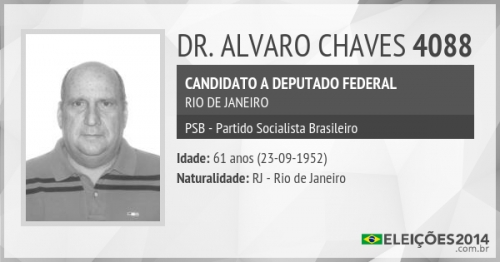 DR. ALVARO CHAVES 4088
CANDIDATO A DEPUTADO FEDERAL
RIO DE JANEIRO
PSB - Partido Socialista Brasileiro
Idade: 61 anos (23-09-1952)
Naturalidade: RJ - Rio de Janeiro
ELEIÇÕES2014
.com.br